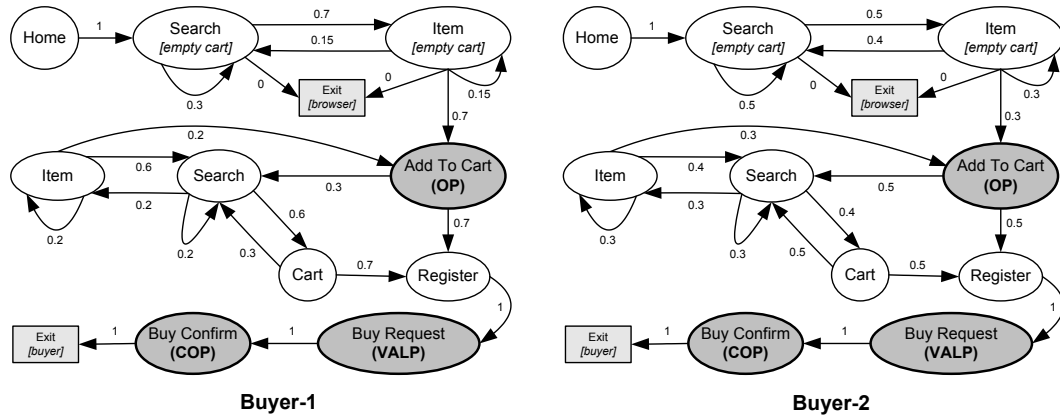 Home
1
Search
[empty cart]
0.7
0.15
Item
[empty cart]
0.3
0
Exit
[browser]
0
0.15
0.7
0.2
Item
0.6
0.2
0.2
Search
0.2
0.3
Add To Cart
(OP)
0.7
0.6
0.3
Cart
0.7
Register
1
Exit
[buyer]
1
Buy Confirm
(COP)
1
Buy Request
(VALP)
Buyer-1
Home
1
Search
[empty cart]
0.5
0.4
Item
[empty cart]
0.5
0
Exit
[browser]
0
0.3
0.3
0.3
Item
0.4
0.3
0.3
Search
0.3
0.5
Add To Cart
(OP)
0.5
0.4
0.5
Cart
0.5
Register
1
Exit
[buyer]
1
Buy Confirm
(COP)
1
Buy Request
(VALP)
Buyer-2